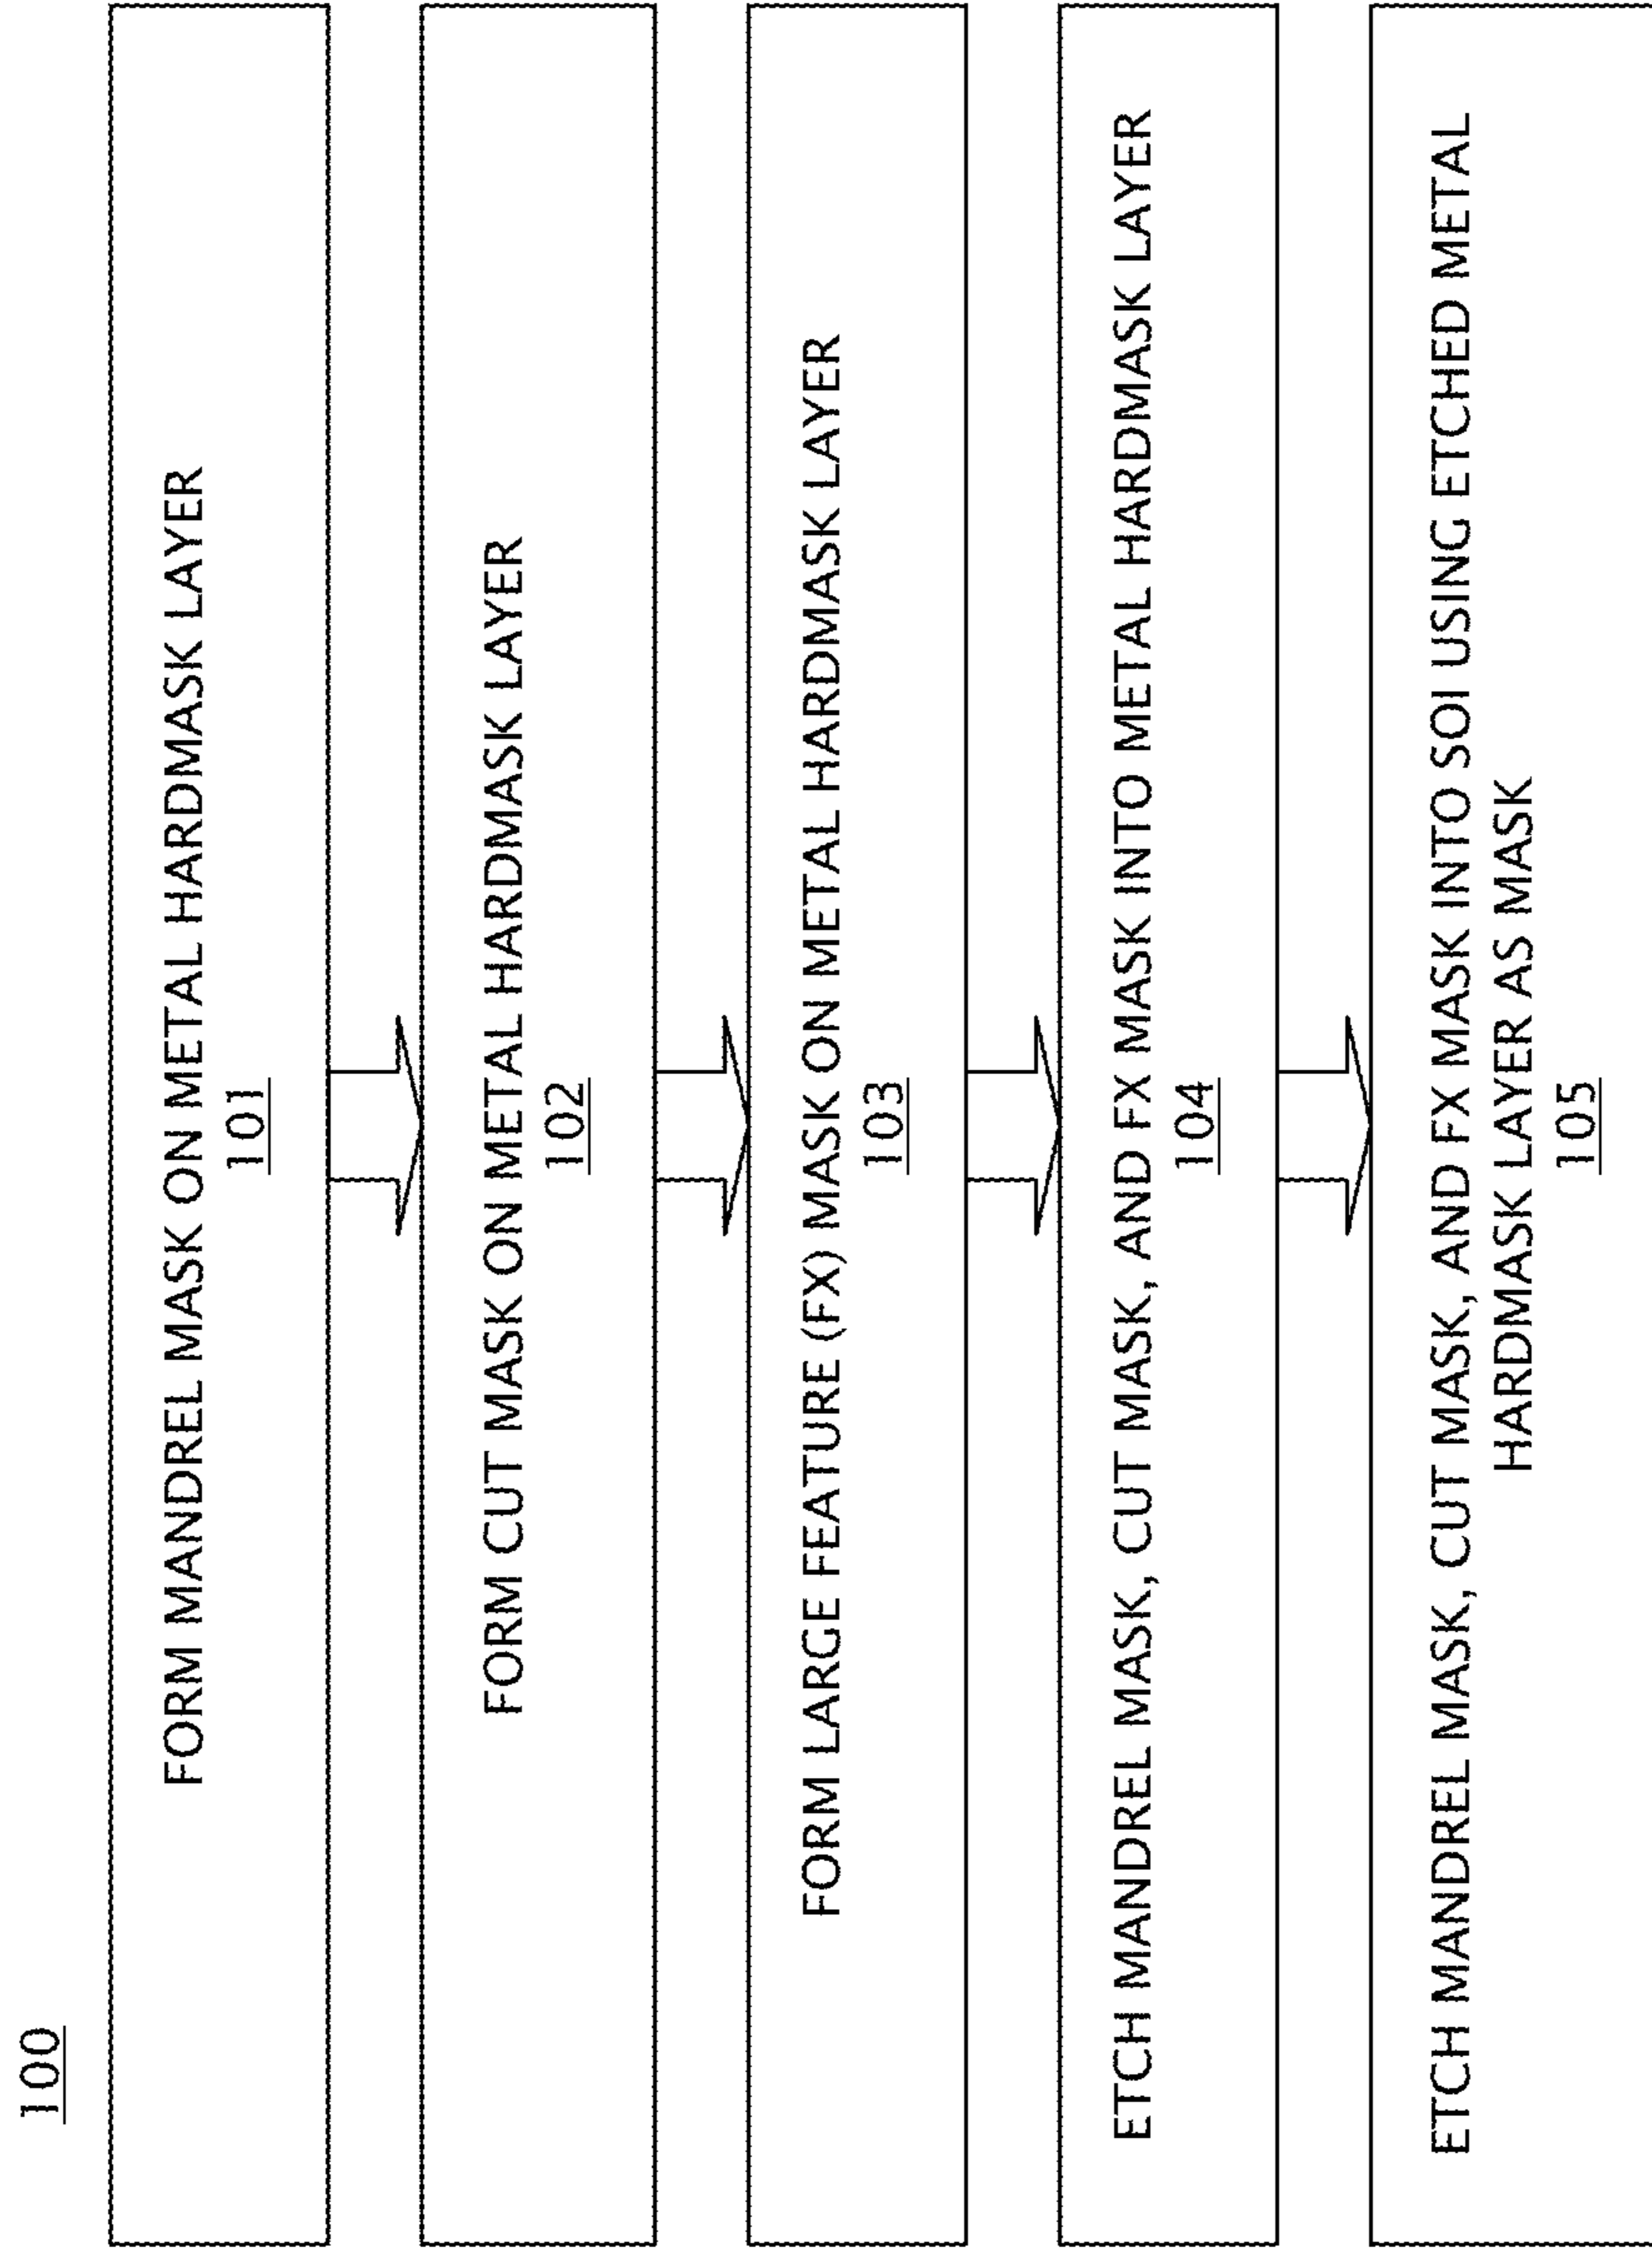 100
FORM MANDREL MASK ON METAL HARDMASK LAYER
101
FORM CUT MASK ON METAL HARDMASK LAYER
102
FORM LARGE FEATURE (FX) MASK ON METAL HARDMASK LAYER
103
ETCH MANDREL MASK, CUT MASK, AND FX MASK INTO METAL HARDMASK LAYER
104
ETCH MANDREL MASK, CUT MASK, AND FX MASK INTO SOI USING ETCHED METAL
HARDMASK LAYER AS MASK
105